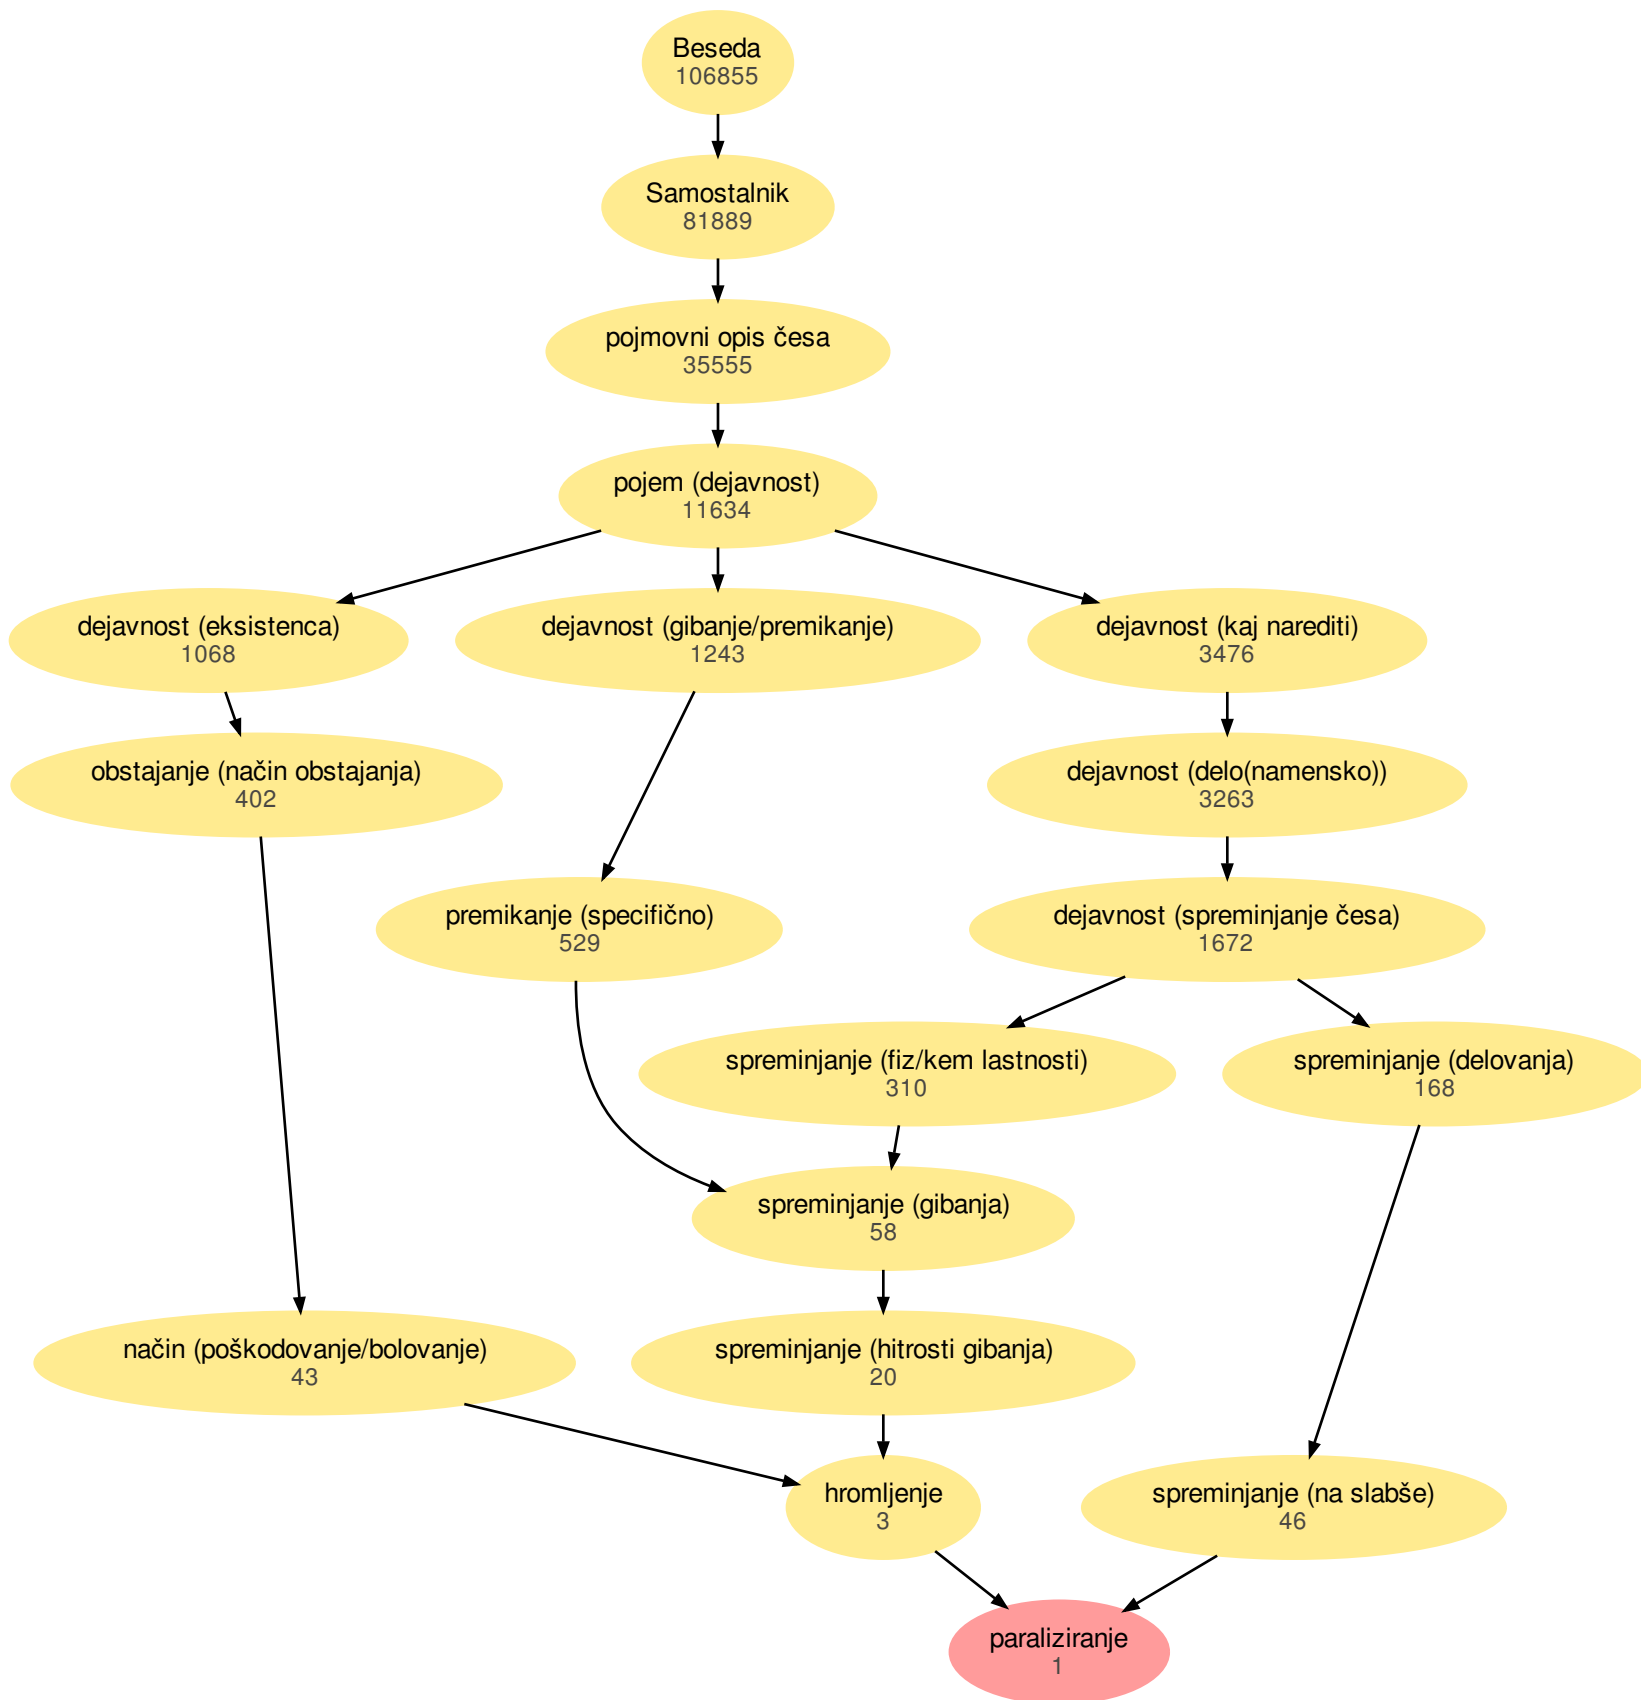 Beseda
106855
Samostalnik
81889
pojmovni opis česa
35555
pojem (dejavnost)
11634
dejavnost (eksistenca)
1068
dejavnost (gibanje/premikanje)
1243
dejavnost (kaj narediti)
3476
obstajanje (način obstajanja)
402
dejavnost (delo(namensko))
3263
premikanje (specifično)
529
dejavnost (spreminjanje česa)
1672
spreminjanje (fiz/kem lastnosti)
310
spreminjanje (delovanja)
168
spreminjanje (gibanja)
58
način (poškodovanje/bolovanje)
43
spreminjanje (hitrosti gibanja)
20
hromljenje
3
spreminjanje (na slabše)
46
paraliziranje
1